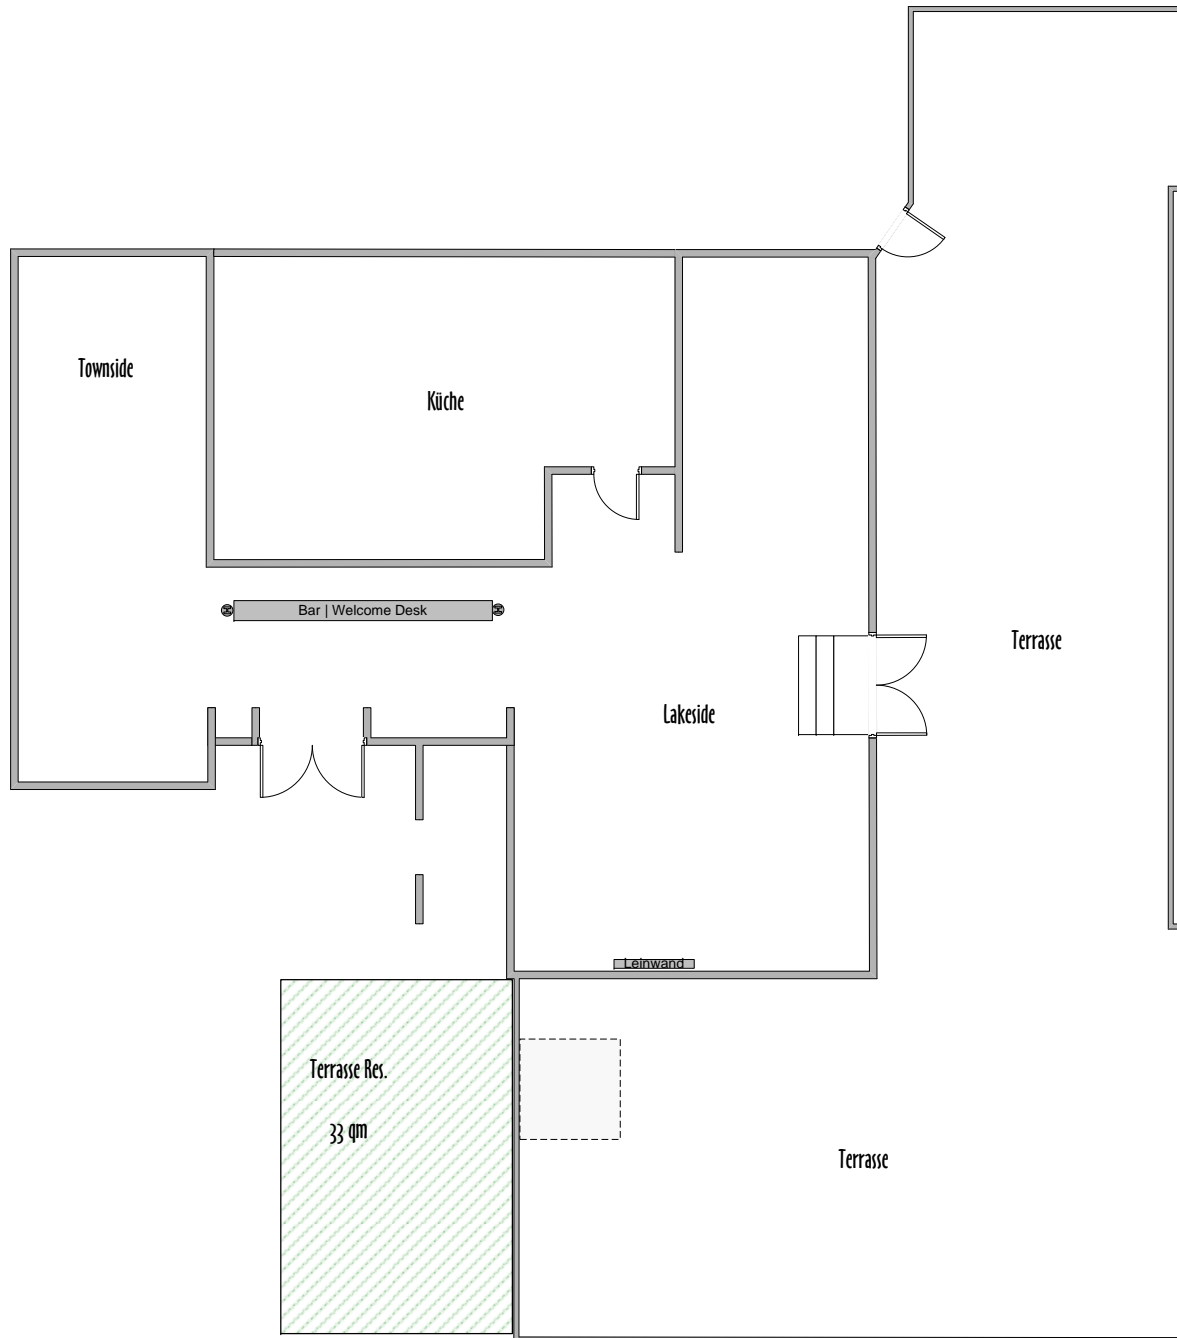 Townside
Küche
Bar | Welcome Desk
Terrasse
Lakeside
Leinwand
Terrasse Res.
33 qm
Terrasse